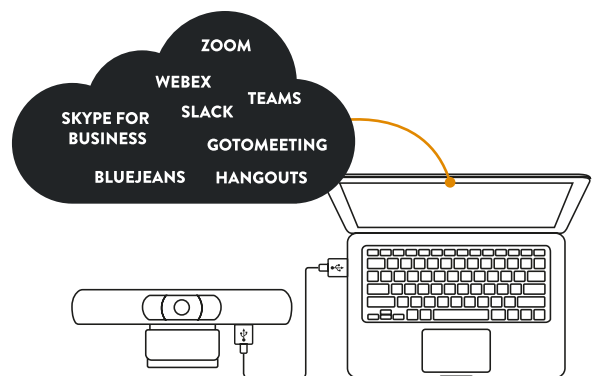 ZOOM
WEBEX
TEAMS
SLACK
SKYPE FOR
BUSINESS
GOTOMEETING
BLUEJEANS
HANGOUTS